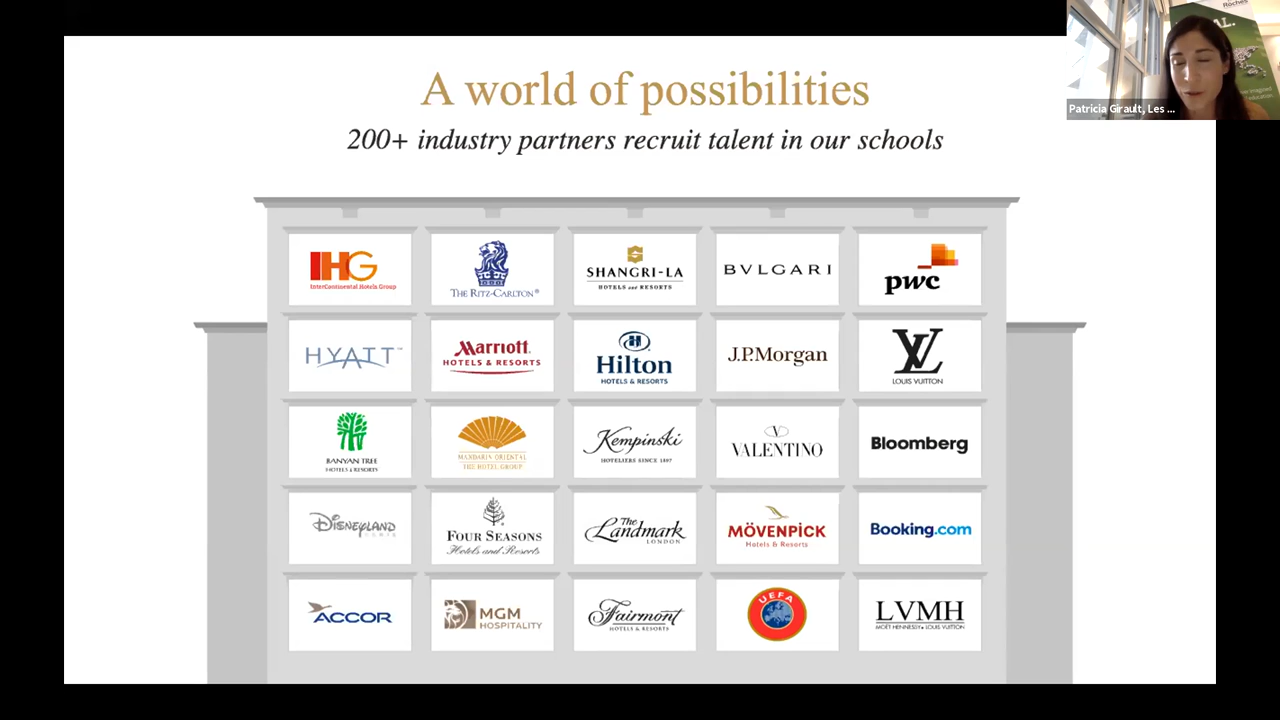 Roches
AL.
Patricia Girault, Les ...
A world of possibilities
200+ industry partners recruit talent in our schools
IHG
InterContinental Hotels Group
THE RITZ-CARLTON®
SHANGRI-LA
HOTELS and RESORTS
BVLGARI
pwc
HYATT™
Marriott.
HOTELS & RESORTS
Hilton
HOTELS & RESORTS
J.P.Morgan
LV
LOUIS VUITTON
BANYAN TREE
HOTELS & RESORTS
MANDARIN ORIENTAL
THE HOTEL GROUP
Kempinski
HOTELIERS SINCE 1897
V
VALENTINO
Bloomberg
DISNEYLAND
PARIS
FOUR SEASONS
Hotels and Resorts
The
Landmark
LONDON
MÖVENPICK
Hotels & Resorts
Booking.com
ACCOR
MGM
HOSPITALITY
Fairmont
HOTELS & RESORTS
UEFA
LVMH
MOËT HENNESSY. LOUIS VUITTON